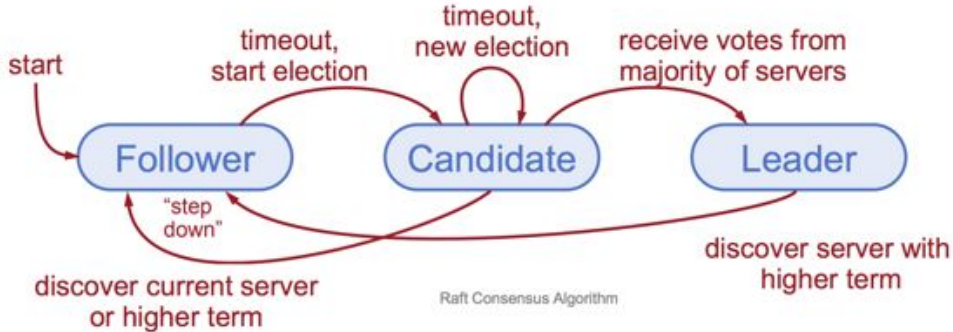 start
timeout,
start election
timeout,
new election
receive votes from
majority of servers
Follower
Candidate
Leader
“step
down”
discover current server
or higher term
discover server with
higher term
Raft Consensus Algorithm